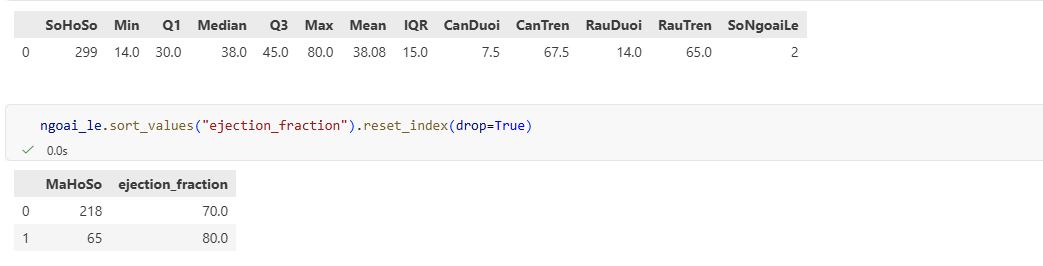 SoHoSo Min Q1 Median Q3 Max Mean IQR CanDuoi CanTren RauDuoi RauTren SoNgoaiLe
0 299 14.0 30.0 38.0 45.0 80.0 38.08 15.0 7.5 67.5 14.0 65.0 2
ngoai_le.sort_values("ejection_fraction").reset_index(drop=True)
✓ 0.0s
MaHoSo ejection_fraction
0 218 70.0
1 65 80.0